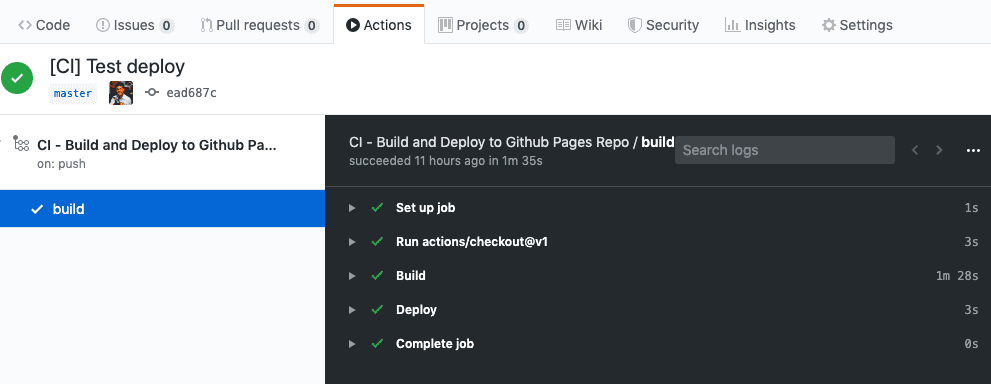 Code Issues 0 Pull requests 0 Actions Projects 0 Wiki Security Insights Settings
[CI] Test deploy
master ead687c
CI - Build and Deploy to Github Pa...
on: push
build
CI - Build and Deploy to Github Pages Repo / build
succeeded 11 hours ago in 1m 35s
Search logs
Set up job 1s
Run actions/checkout@v1 3s
Build 1m 28s
Deploy 3s
Complete job 0s